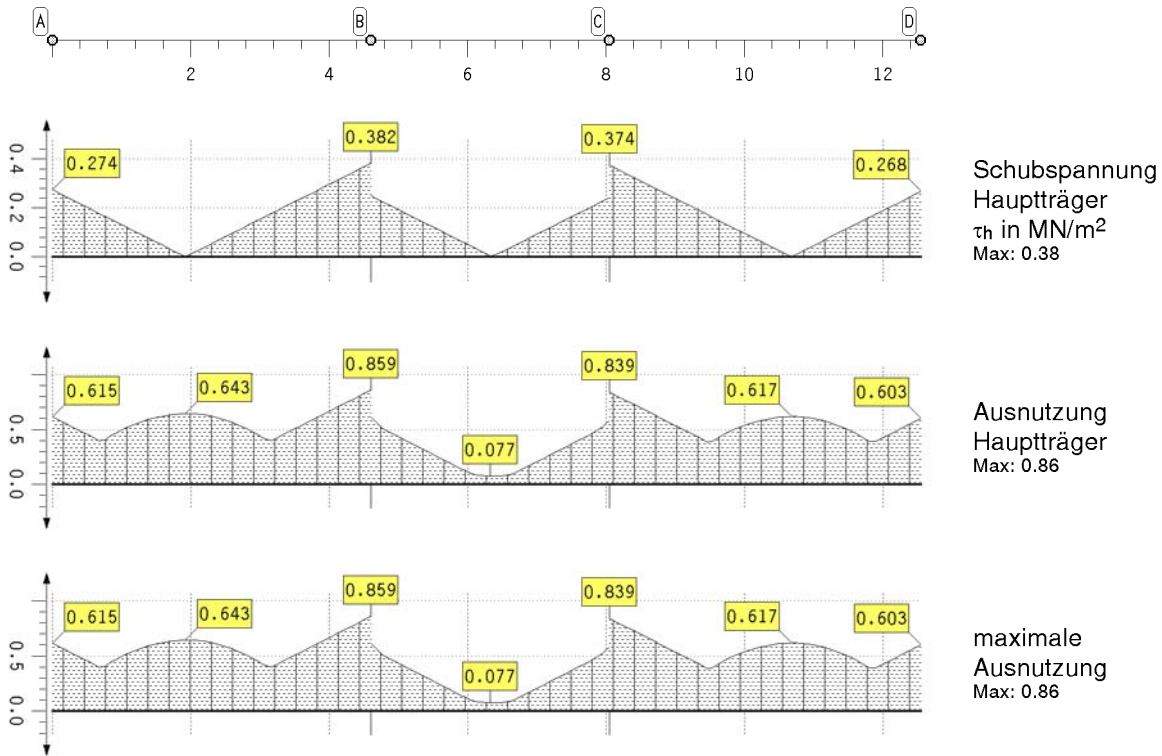 A B C D
2 4 6 8 10 12
0.4
0.2
0.0
0.274 0.382 0.374 0.268
Schubspannung
Hauptträger
τh in MN/m²
Max: 0.38
0.5
0.0
0.615 0.643 0.859 0.077 0.839 0.617 0.603
Ausnutzung
Hauptträger
Max: 0.86
0.5
0.0
0.615 0.643 0.859 0.077 0.839 0.617 0.603
maximale
Ausnutzung
Max: 0.86